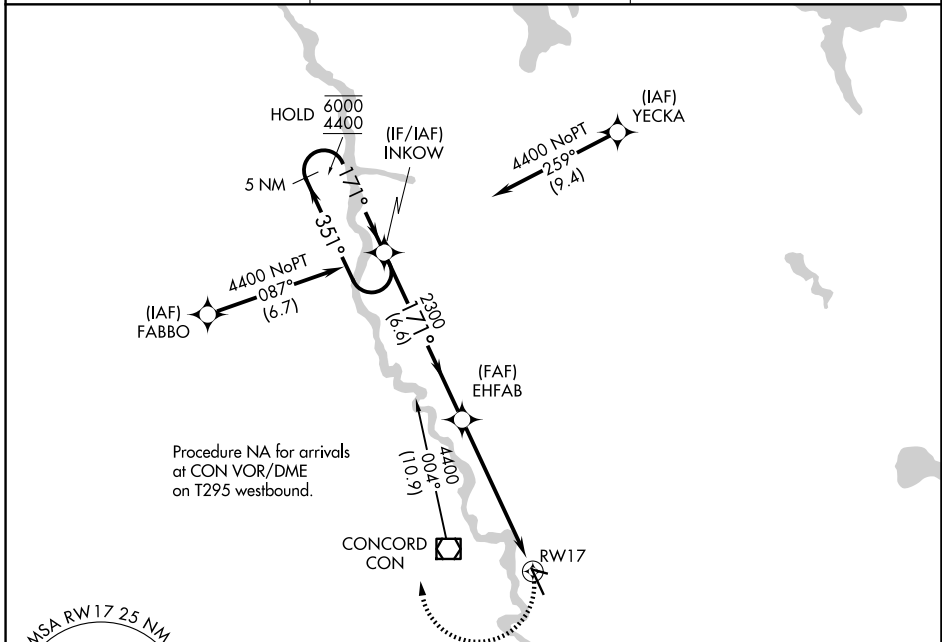 HOLD
6000
4400
(IF/IAF)
INKOW
(IAF)
YECKA
4400 NoPT
259°
(9.4)
5 NM
171°
351°
4400 NoPT
087°
(6.7)
(IAF)
FABBO
2300
171°
(6.6)
(FAF)
EHFAB
Procedure NA for arrivals
at CON VOR/DME
on T295 westbound.
4400
004°
(10.9)
CONCORD
CON
RW17
MSA RW17 25 NM